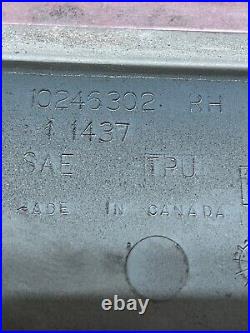 10246302 RH
1 1437
SAE TPU
MADE IN CANADA